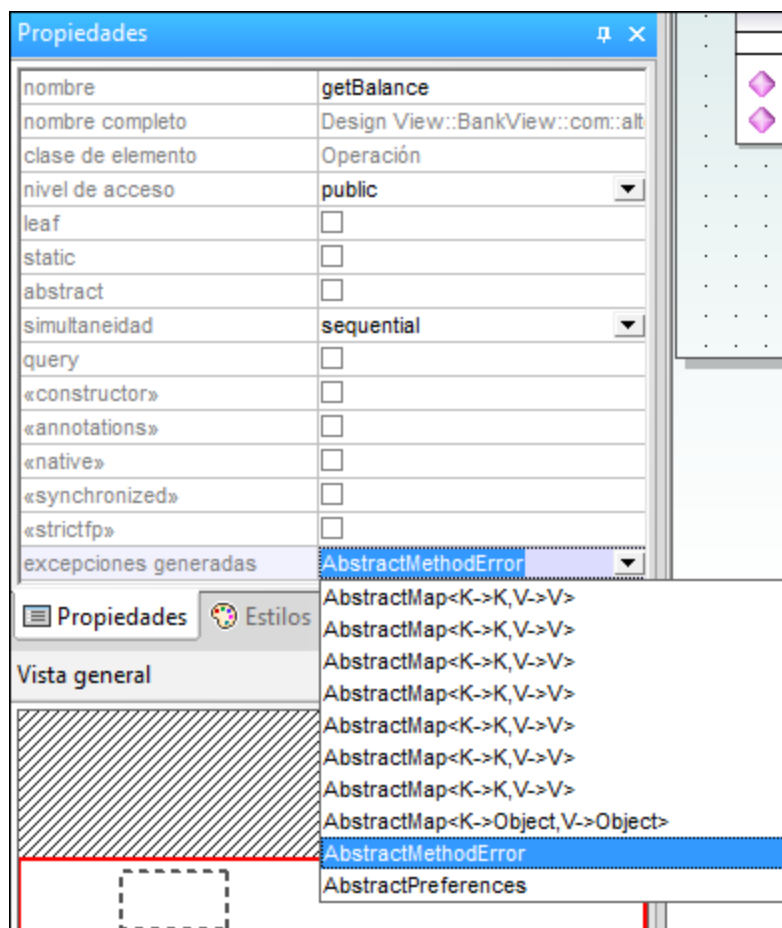 Propiedades
nombre getBalance
nombre completo Design View::BankView::com::alt
clase de elemento Operación
nivel de acceso public
leaf
static
abstract
simultaneidad sequential
query
«constructor»
«annotations»
«native»
«synchronized»
«strictfp»
excepciones generadas AbstractMethodError
AbstractMap<K->K,V->V>
AbstractMap<K->K,V->V>
AbstractMap<K->K,V->V>
AbstractMap<K->K,V->V>
AbstractMap<K->K,V->V>
AbstractMap<K->K,V->V>
AbstractMap<K->K,V->V>
AbstractMap<K->Object,V->Object>
AbstractMethodError
AbstractPreferences
Propiedades Estilos
Vista general